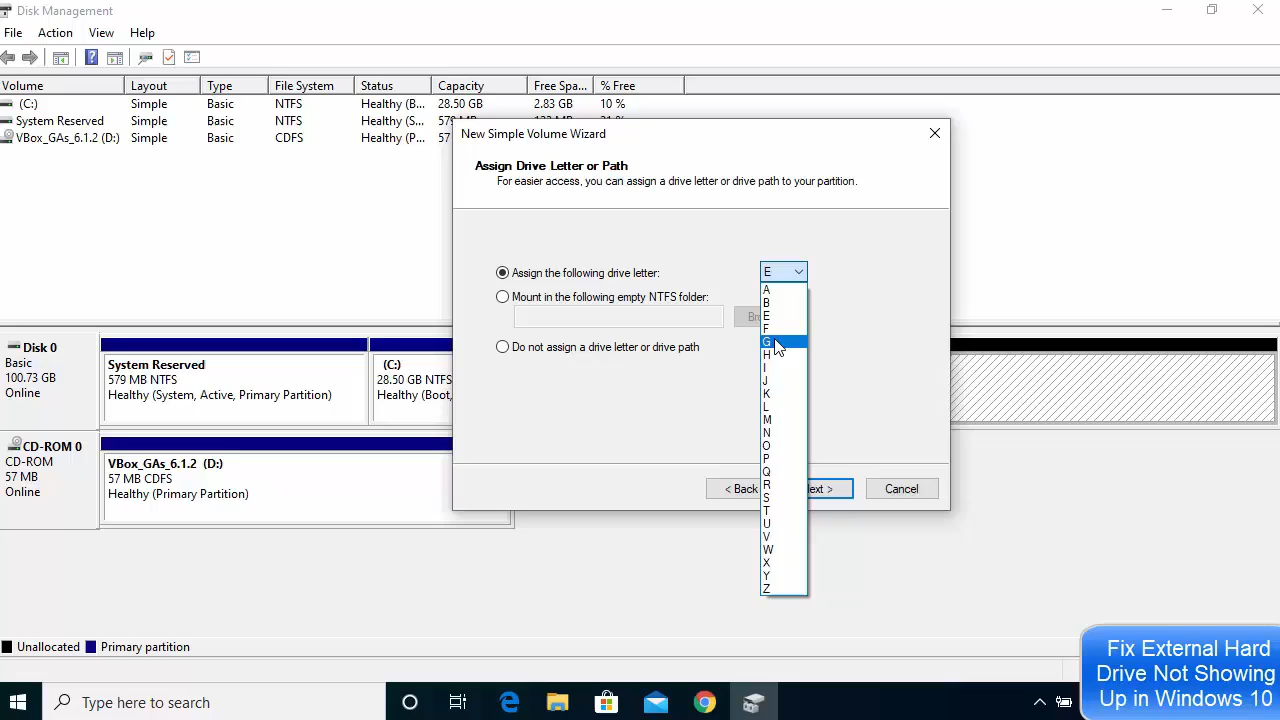 Disk Management
File Action View Help
Volume Layout Type File System Status Capacity Free Spa... % Free
(C:) Simple Basic NTFS Healthy (B... 28.50 GB 2.83 GB 10 %
System Reserved Simple Basic NTFS Healthy (S...
VBox_GAs_6.1.2 (D:) Simple Basic CDFS Healthy (P...
New Simple Volume Wizard
Assign Drive Letter or Path
For easier access, you can assign a drive letter or drive path to your partition.
Assign the following drive letter: E
Mount in the following empty NTFS folder:
Do not assign a drive letter or drive path
A
B
E
F
G
H
I
J
K
L
M
N
O
P
Q
R
S
T
U
V
W
X
Y
Z
< Back
Cancel
Disk 0
Basic
100.73 GB
Online
System Reserved
579 MB NTFS
Healthy (System, Active, Primary Partition)
(C:)
28.50 GB NTFS
Healthy (Boot,
CD-ROM 0
CD-ROM
57 MB
Online
VBox_GAs_6.1.2 (D:)
57 MB CDFS
Healthy (Primary Partition)
Unallocated Primary partition
Fix External Hard
Drive Not Showing
Up in Windows 10
Type here to search